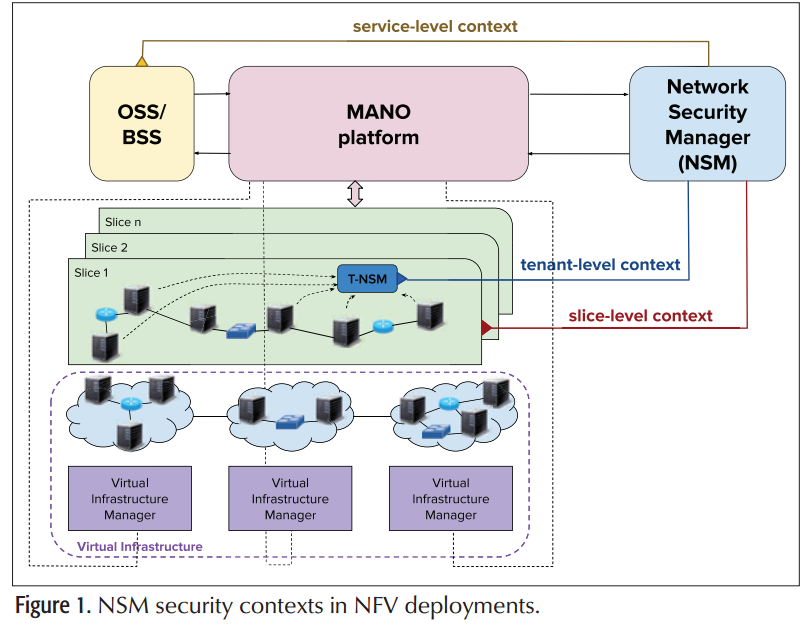 service-level context
OSS/
BSS
MANO
platform
Network
Security
Manager
(NSM)
Slice n
Slice 2
Slice 1
T-NSM
tenant-level context
slice-level context
Virtual
Infrastructure
Manager
Virtual
Infrastructure
Manager
Virtual
Infrastructure
Manager
Virtual Infrastructure
Figure 1. NSM security contexts in NFV deployments.